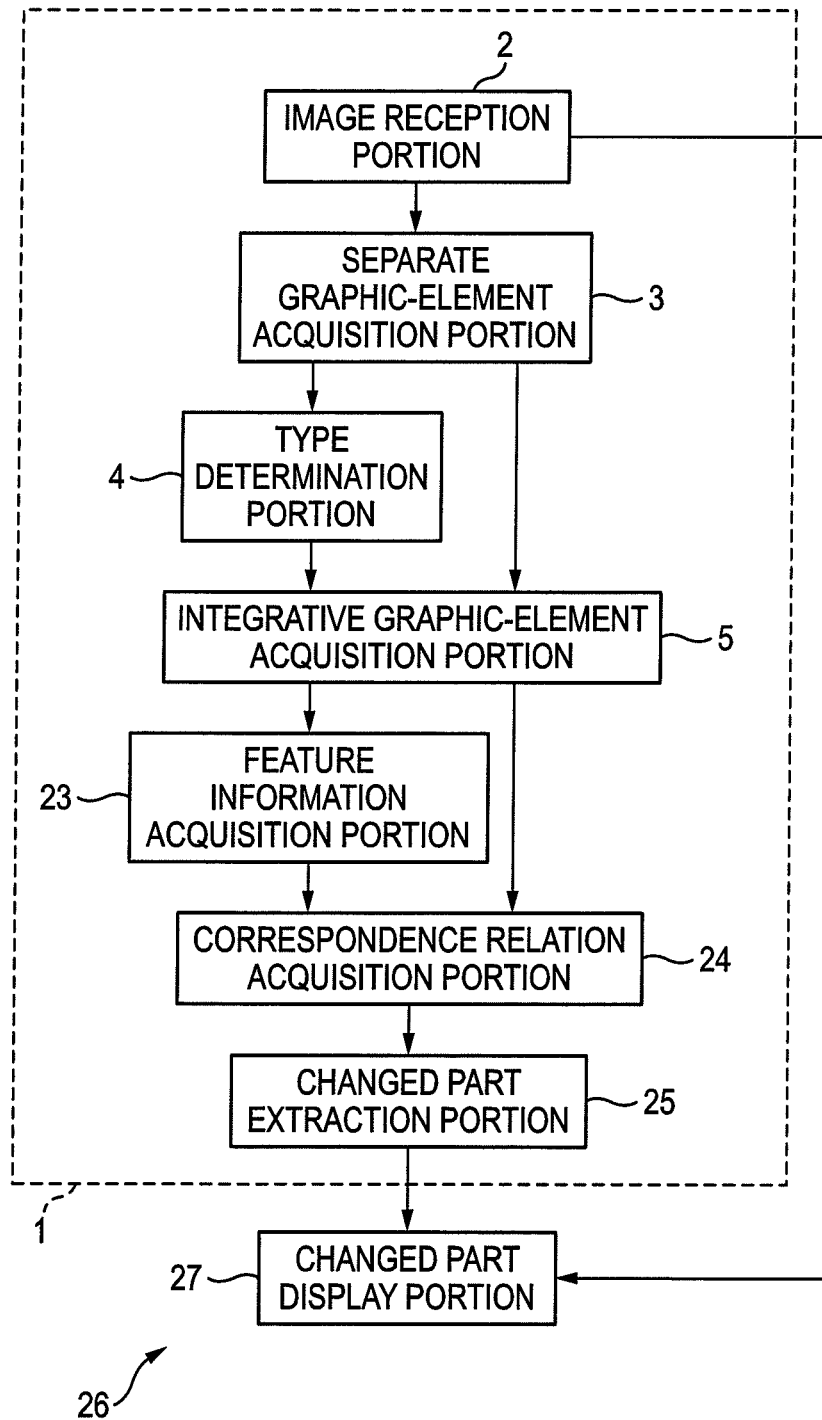 2
IMAGE RECEPTION
PORTION
SEPARATE
GRAPHIC-ELEMENT
ACQUISITION PORTION
3
TYPE
DETERMINATION
PORTION
4
INTEGRATIVE GRAPHIC-ELEMENT
ACQUISITION PORTION
5
FEATURE
INFORMATION
ACQUISITION PORTION
23
CORRESPONDENCE RELATION
ACQUISITION PORTION
24
CHANGED PART
EXTRACTION PORTION
25
1
CHANGED PART
DISPLAY PORTION
27
26